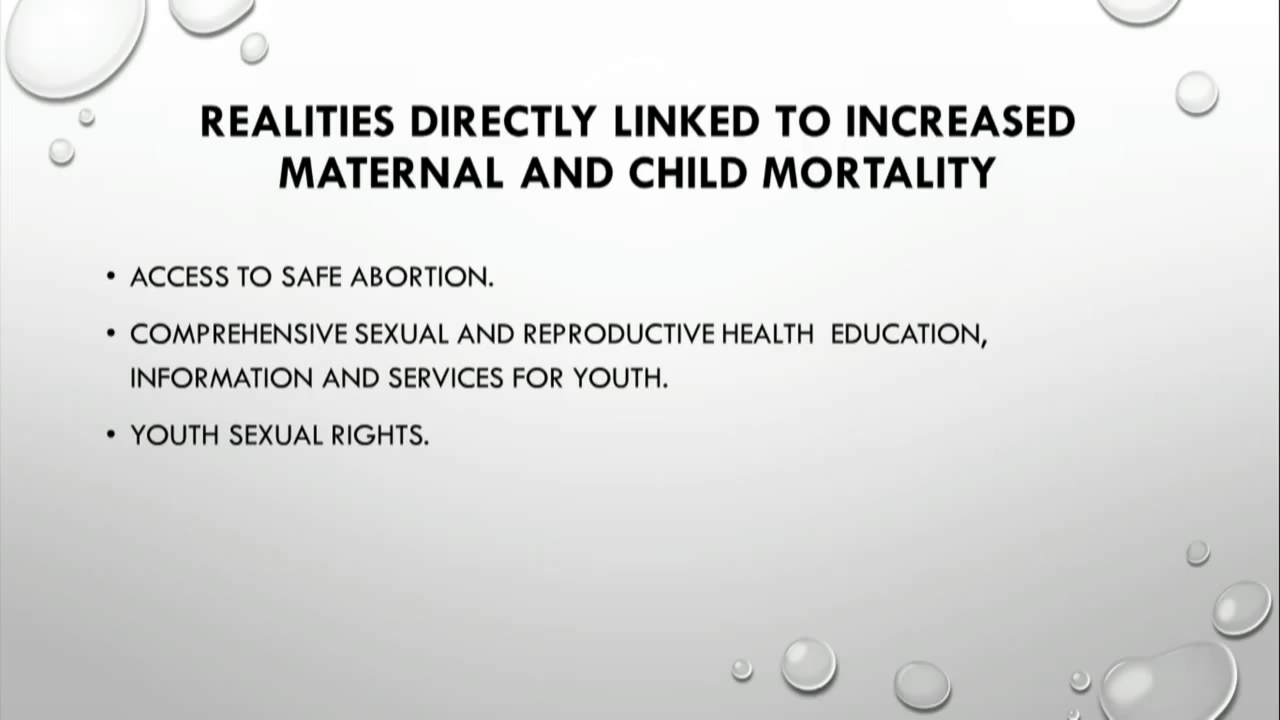 REALITIES DIRECTLY LINKED TO INCREASED
MATERNAL AND CHILD MORTALITY
• ACCESS TO SAFE ABORTION.
• COMPREHENSIVE SEXUAL AND REPRODUCTIVE HEALTH EDUCATION,
INFORMATION AND SERVICES FOR YOUTH.
• YOUTH SEXUAL RIGHTS.